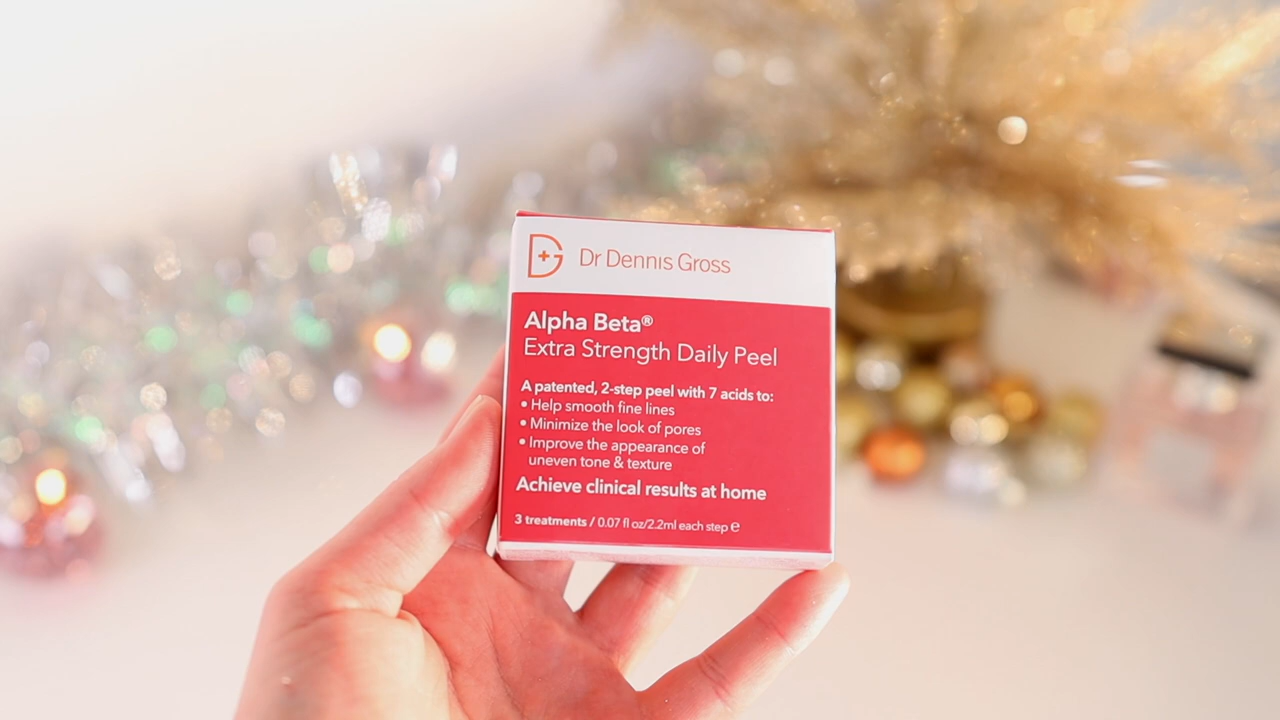 Dr Dennis Gross
Alpha Beta®
Extra Strength Daily Peel
A patented, 2-step peel with 7 acids to:
• Help smooth fine lines
• Minimize the look of pores
• Improve the appearance of
uneven tone & texture
Achieve clinical results at home
3 treatments / 0.07 fl oz/2.2ml each step ℮